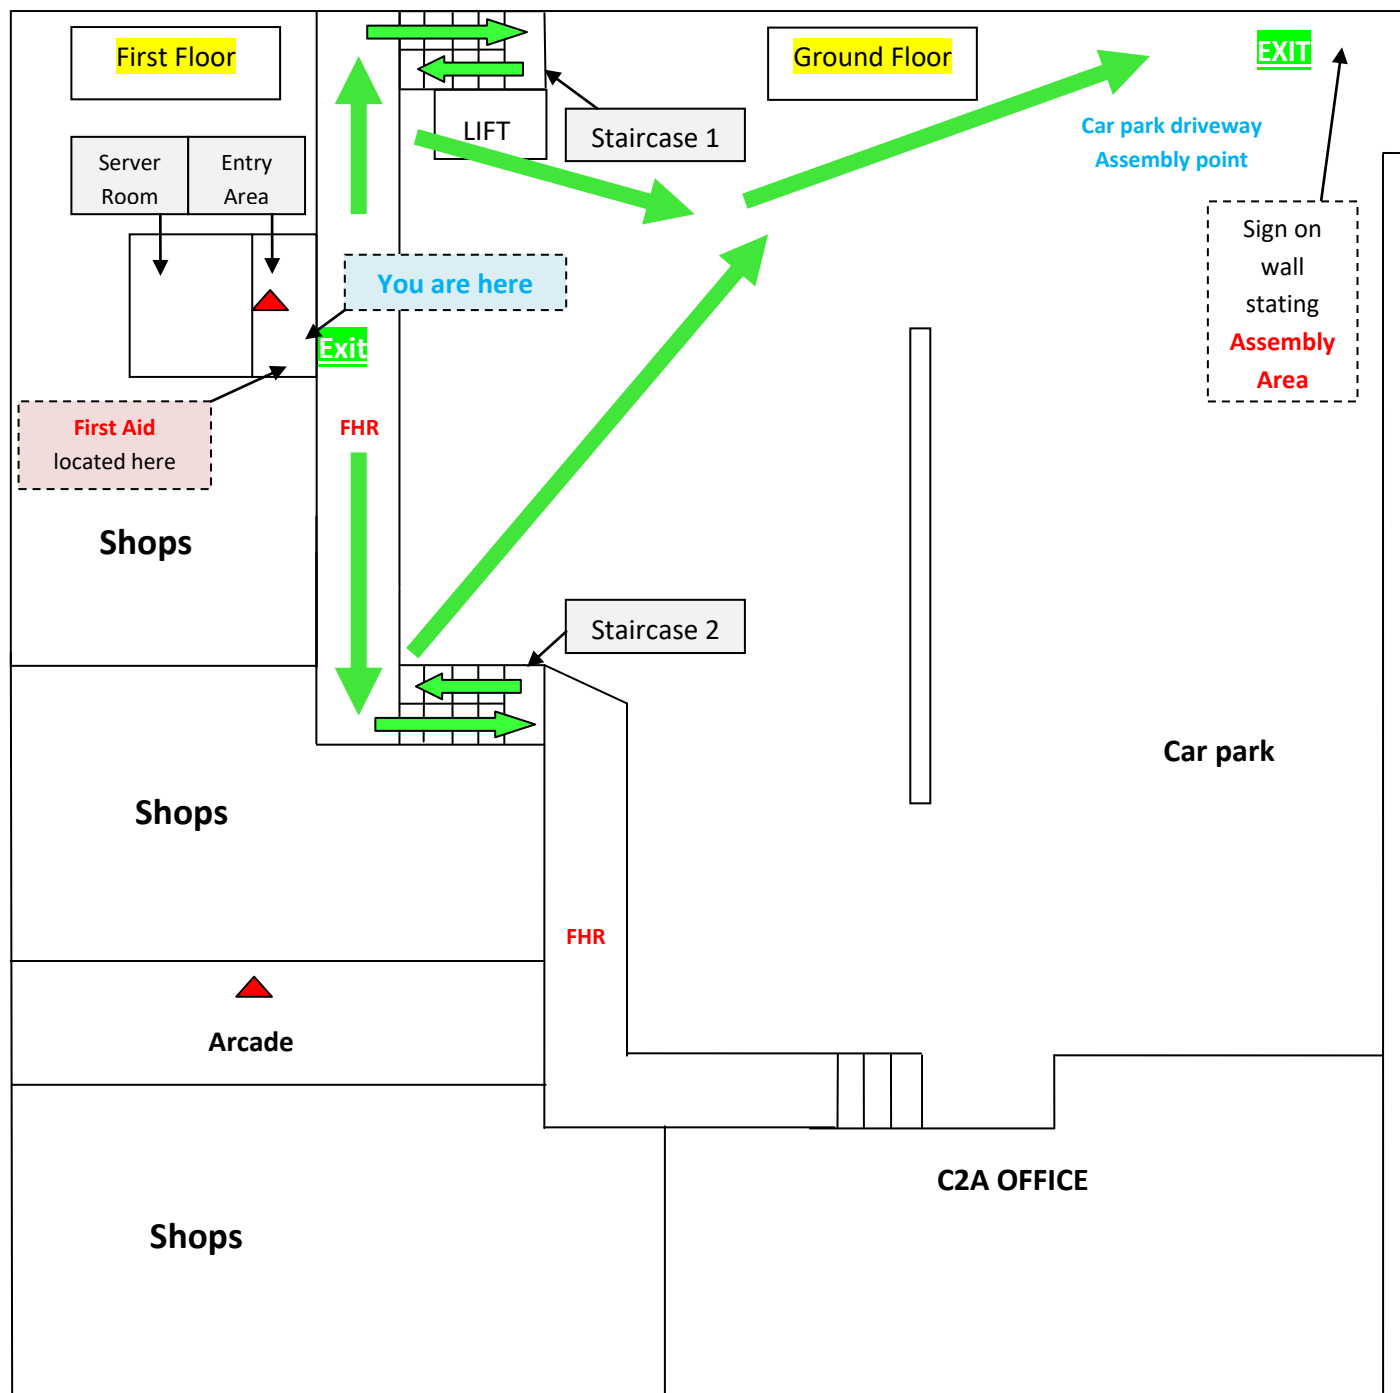 First Floor
Ground Floor
EXIT
LIFT
Staircase 1
Car park driveway
Assembly point
Server
Room
Entry
Area
Sign on
wall
stating
Assembly
Area
You are here
Exit
First Aid
located here
FHR
Shops
Staircase 2
Car park
Shops
FHR
Arcade
C2A OFFICE
Shops